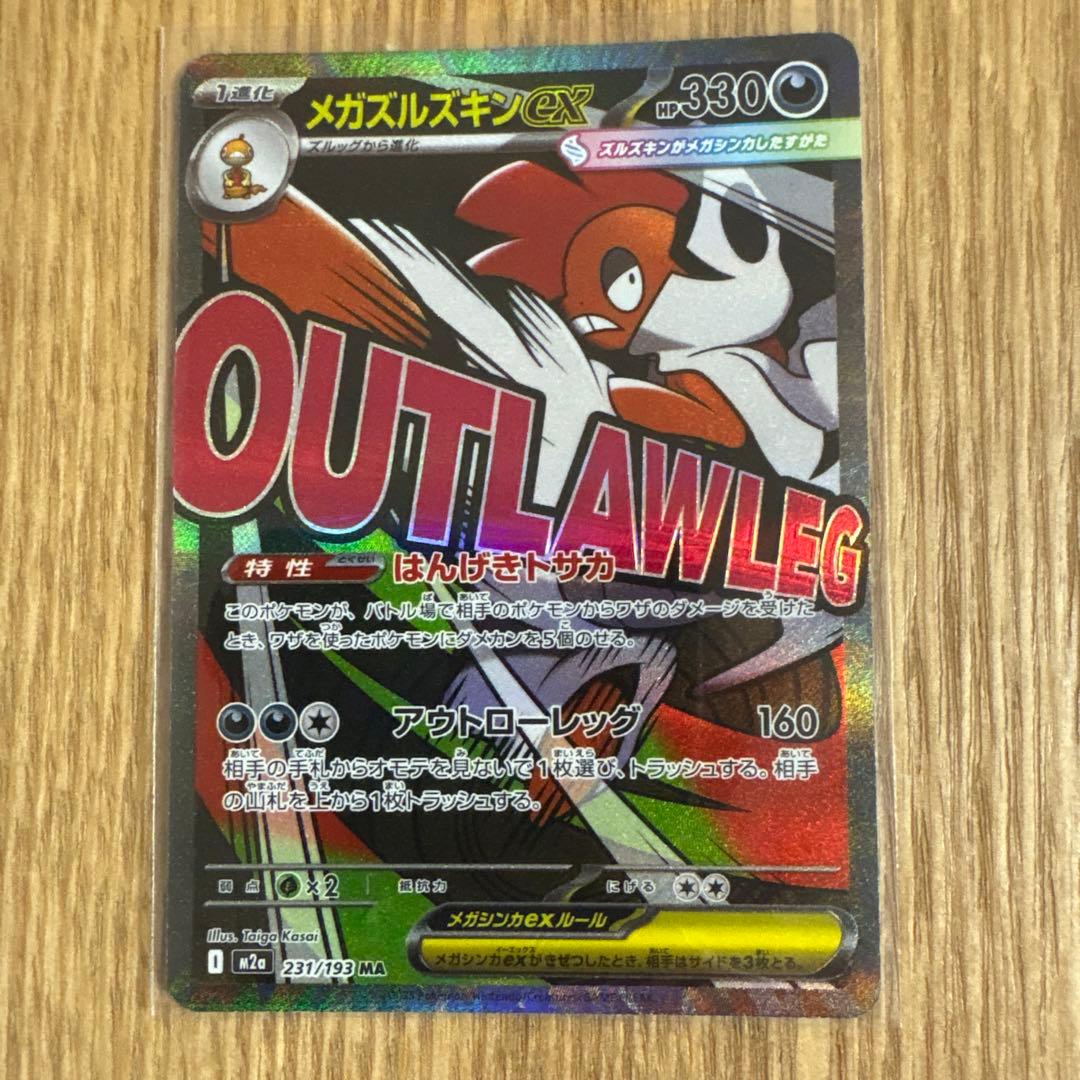 1進化
メガズルズキンex
HP330
ズルッグから進化
ズルズキンがメガシンカしたすがた
OUTLAW LEG
特性 とくせい はんげきトサカ
このポケモンが、バトル場で相手のポケモンからワザのダメージを受けた
とき、ワザを使ったポケモンにダメカンを5個のせる。
アウトローレッグ 160
相手の手札からオモテを見ないで1枚選び、トラッシュする。相手
の山札を上から1枚トラッシュする。
弱点 ×2 抵抗力 にげる
メガシンカexルール
メガシンカexがきぜつしたとき、相手はサイドを3枚とる。
Illus. Taiga Kasai
I M2a 231/193 MA